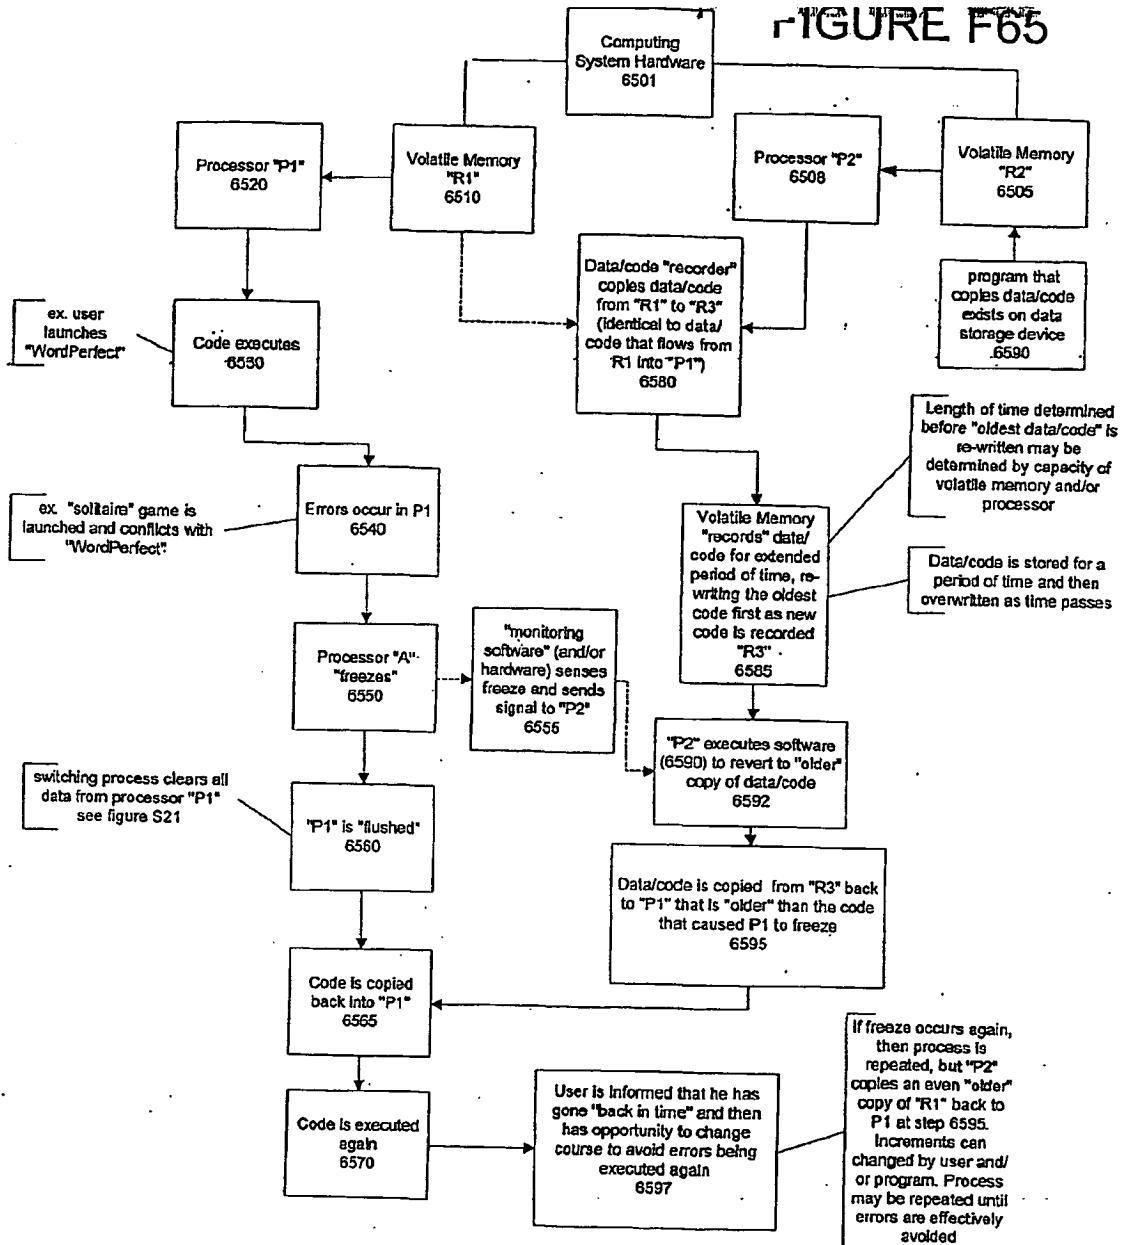 FIGURE F65
Computing
System Hardware
6501
Processor "P1"
6520
Volatile Memory
"R1"
6510
Processor "P2"
6508
Volatile Memory
"R2"
6505
Data/code "recorder"
copies data/code
from "R1" to "R3"
(identical to data/
code that flows from
R1 into "P1")
6580
program that
copies data/code
exists on data
storage device
6590
ex. user
launches
"WordPerfect"
Code executes
6530
Length of time determined
before "oldest data/code" is
re-written may be
determined by capacity of
volatile memory and/or
processor
ex. "solitaire" game is
launched and conflicts with
"WordPerfect".
Errors occur in P1
6540
Volatile Memory
"records" data/
code for extended
period of time, re-
writing the oldest
code first as new
code is recorded
"R3"
6585
Data/code is stored for a
period of time and then
overwritten as time passes
Processor "A"
"freezes"
6550
"monitoring
software" (and/or
hardware) senses
freeze and sends
signal to "P2"
6555
"P2" executes software
(6590) to revert to "older"
copy of data/code
6592
switching process clears all
data from processor "P1"
see figure S21
"P1" is "flushed"
6560
Data/code is copied from "R3" back
to "P1" that is "older" than the code
that caused P1 to freeze
6595
Code is copied
back into "P1"
6565
Code is executed
again
6570
User is informed that he has
gone "back in time" and then
has opportunity to change
course to avoid errors being
executed again
6597
If freeze occurs again,
then process is
repeated, but "P2"
copies an even "older"
copy of "R1" back to
P1 at step 6595.
Increments can
changed by user and/
or program. Process
may be repeated until
errors are effectively
avoided